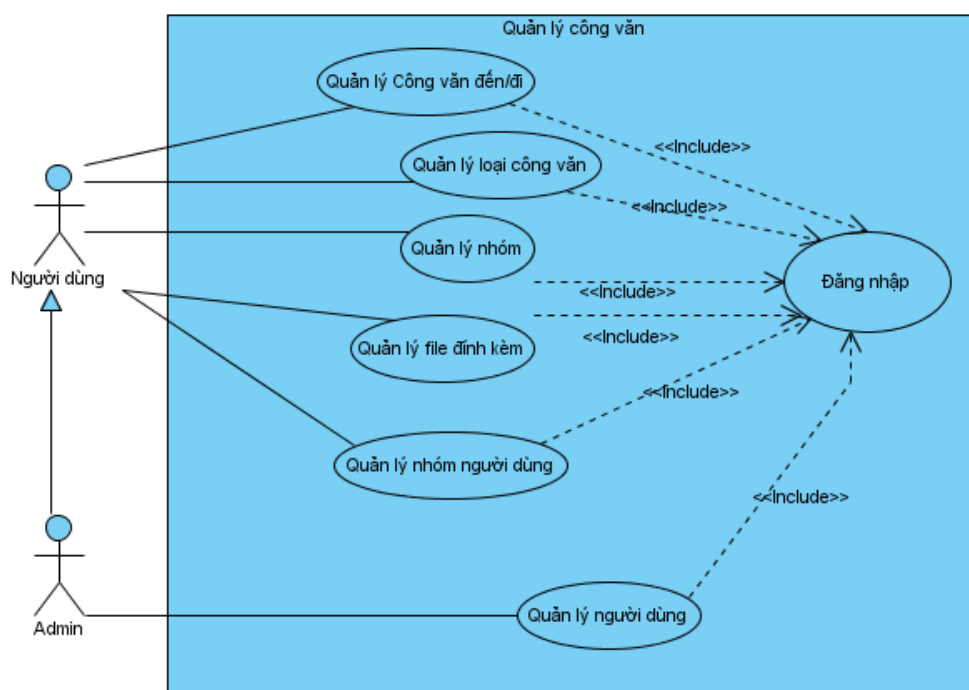 Quản lý công văn
Quản lý Công văn đến/đi
<<Include>>
Quản lý loại công văn
<<Include>>
Quản lý nhóm
Người dùng
Đăng nhập
<<Include>>
<<Include>>
Quản lý file đính kèm
<<Include>>
Quản lý nhóm người dùng
<<Include>>
Quản lý người dùng
Admin